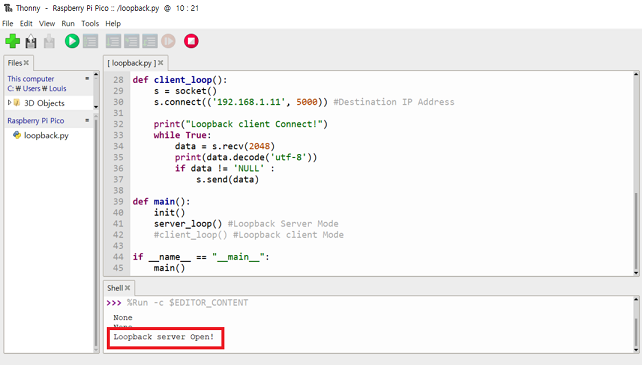 Thonny - Raspberry Pi Pico :: /loopback.py @ 10 : 21
File Edit View Run Tools Help
Files
This computer
C: ₩ Users ₩ Louis
3D Objects
Raspberry Pi Pico
loopback.py
[ loopback.py ]
28 def client_loop():
29 s = socket()
30 s.connect(('192.168.1.11', 5000)) #Destination IP Address
31
32 print("Loopback client Connect!")
33 while True:
34 data = s.recv(2048)
35 print(data.decode('utf-8'))
36 if data != 'NULL' :
37 s.send(data)
38
39 def main():
40 init()
41 server_loop() #Loopback Server Mode
42 #client_loop() #Loopback client Mode
43
44 if __name__ == "__main__":
45 main()
Shell
>>> %Run -c $EDITOR_CONTENT
None
None
Loopback server Open!